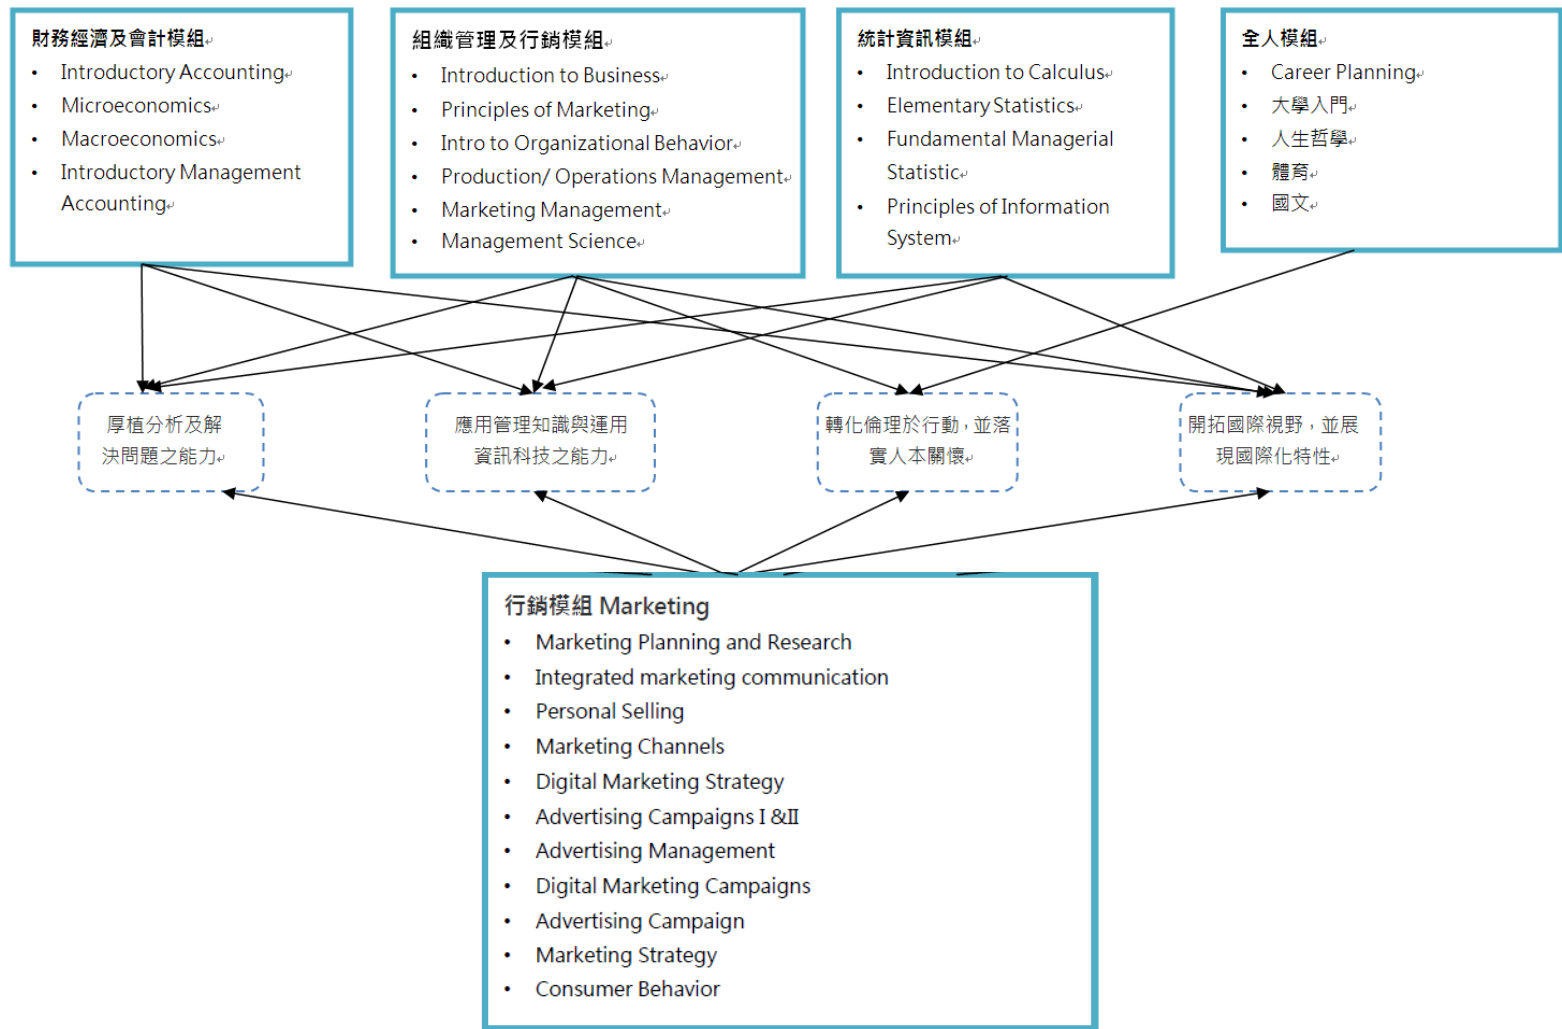 財務經濟及會計模組
• Introductory Accounting
• Microeconomics
• Macroeconomics
• Introductory Management
Accounting
組織管理及行銷模組
• Introduction to Business
• Principles of Marketing
• Intro to Organizational Behavior
• Production/ Operations Management
• Marketing Management
• Management Science
統計資訊模組
• Introduction to Calculus
• Elementary Statistics
• Fundamental Managerial
Statistic
• Principles of Information
System
全人模組
• Career Planning
• 大學入門
• 人生哲學
• 體育
• 國文
厚植分析及解
決問題之能力
應用管理知識與運用
資訊科技之能力
轉化倫理於行動，並落
實人本關懷
開拓國際視野，並展
現國際化特性
行銷模組 Marketing
• Marketing Planning and Research
• Integrated marketing communication
• Personal Selling
• Marketing Channels
• Digital Marketing Strategy
• Advertising Campaigns I &II
• Advertising Management
• Digital Marketing Campaigns
• Advertising Campaign
• Marketing Strategy
• Consumer Behavior